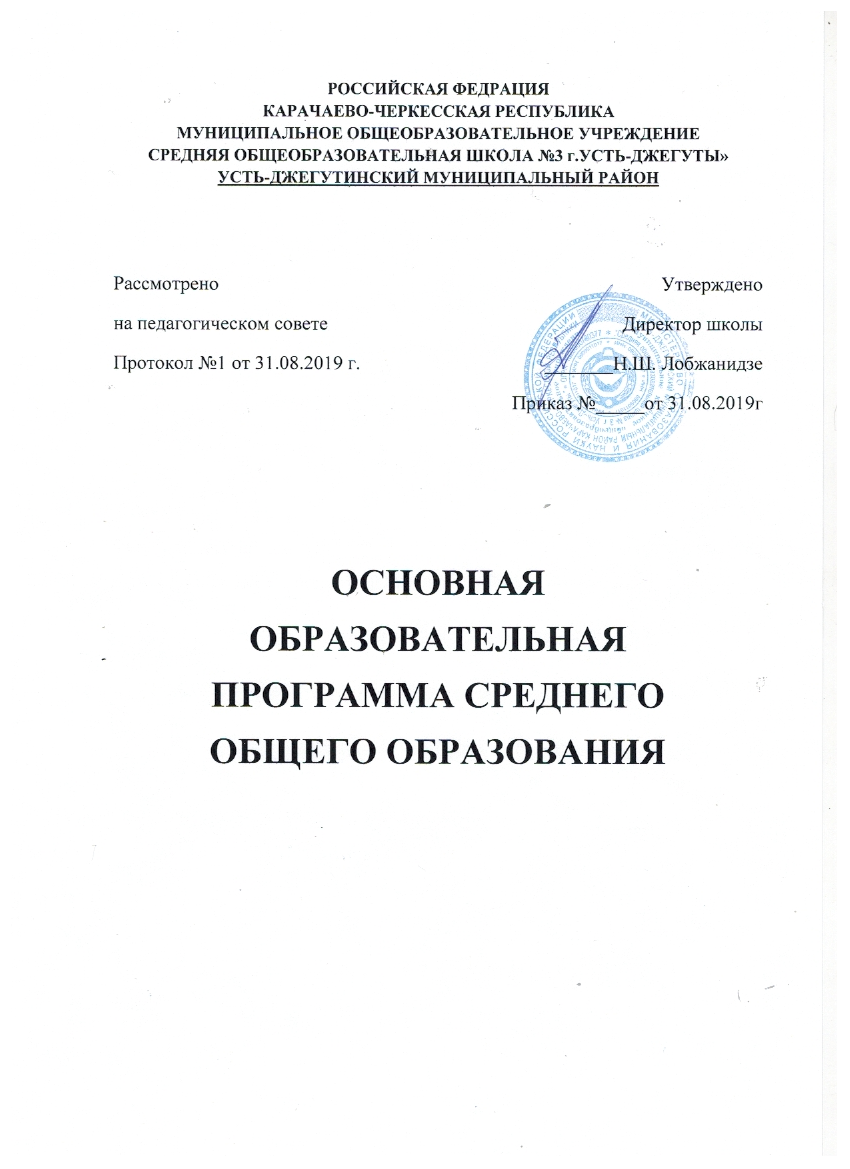 РОССИЙСКАЯ ФЕДРАЦИЯ
КАРАЧАЕВО-ЧЕРКЕССКАЯ РЕСПУБЛИКА
МУНИЦИПАЛЬНОЕ ОБЩЕОБРАЗОВАТЕЛЬНОЕ УЧРЕЖДЕНИЕ
СРЕДНЯЯ ОБЩЕОБРАЗОВАТЕЛЬНАЯ ШКОЛА №3 г.УСТЬ-ДЖЕГУТЫ»
УСТЬ-ДЖЕГУТИНСКИЙ МУНИЦИПАЛЬНЫЙ РАЙОН
Рассмотрено Утверждено
на педагогическом совете Директор школы
Протокол №1 от 31.08.2019 г. _______Н.Ш. Лобжанидзе
Приказ №_____от 31.08.2019г
ОСНОВНАЯ
ОБРАЗОВАТЕЛЬНАЯ
ПРОГРАММА СРЕДНЕГО
ОБЩЕГО ОБРАЗОВАНИЯ